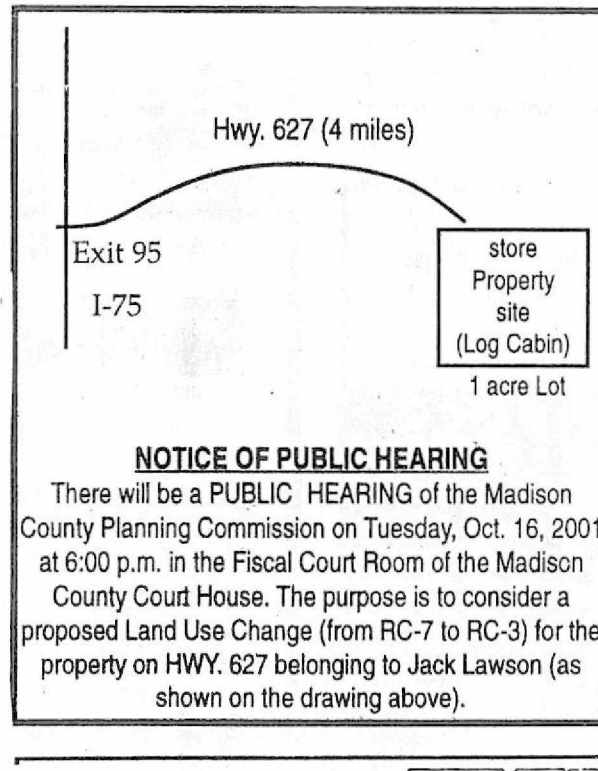 Hwy. 627 (4 miles)
Exit 95
I-75
store
Property
site
(Log Cabin)
1 acre Lot
NOTICE OF PUBLIC HEARING
There will be a PUBLIC HEARING of the Madison
County Planning Commission on Tuesday, Oct. 16, 2001
at 6:00 p.m. in the Fiscal Court Room of the Madison
County Court House. The purpose is to consider a
proposed Land Use Change (from RC-7 to RC-3) for the
property on HWY. 627 belonging to Jack Lawson (as
shown on the drawing above).